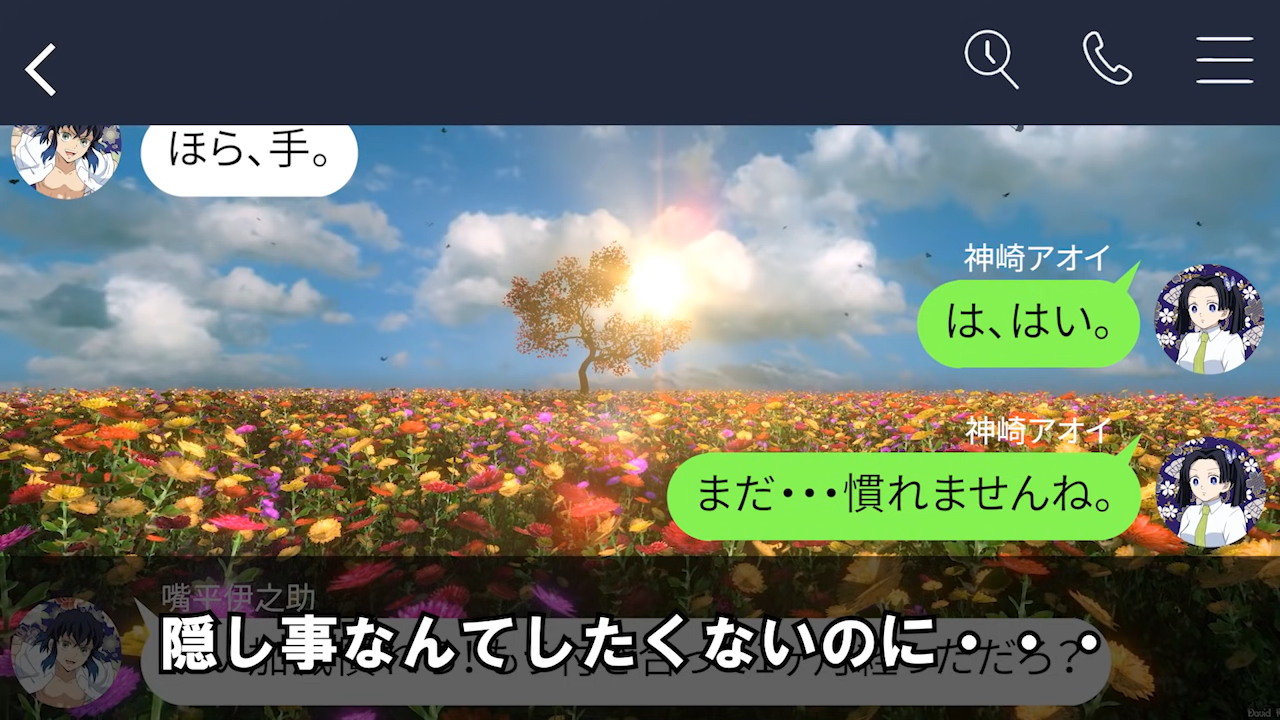 ほら、手。
神崎アオイ
は、はい。
神崎アオイ
まだ・・・慣れませんね。
嘴平伊之助
隠し事なんてしたくないのに・・・